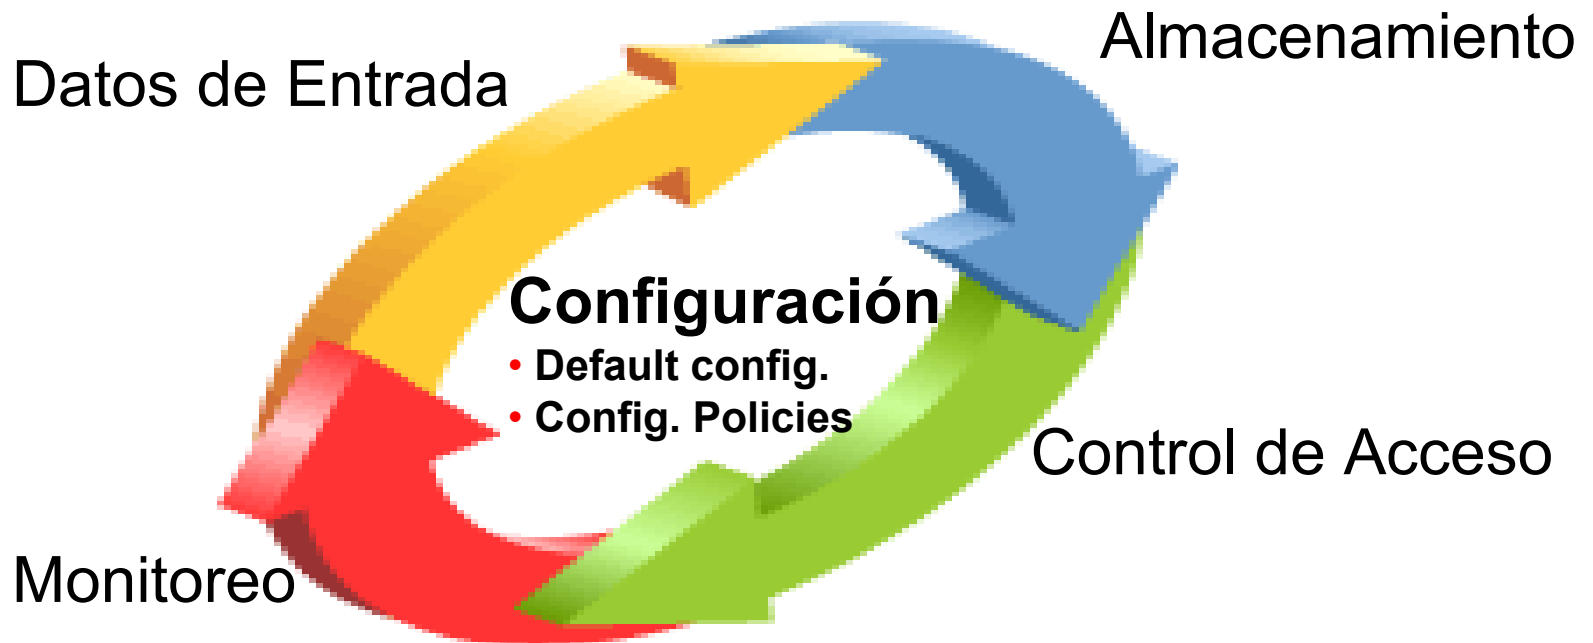 Almacenamiento
Datos de Entrada
Configuración
• Default config.
• Config. Policies
Control de Acceso
Monitoreo